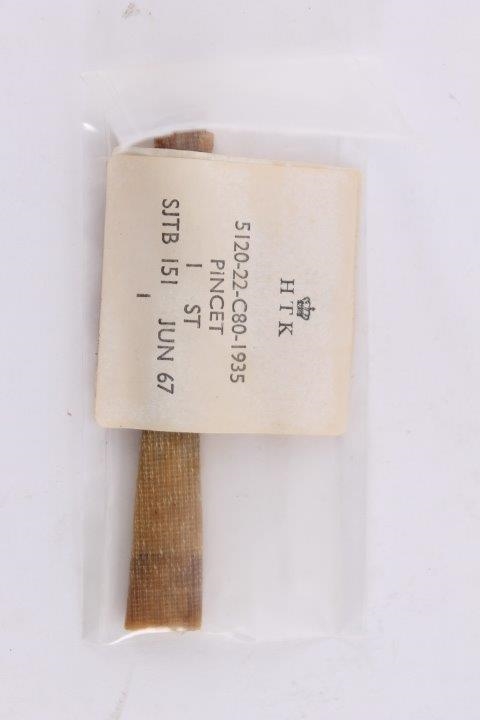 HTK
5120-22-C80-1935
PiNCET
1 ST
SJTB 151 JUN 67
1